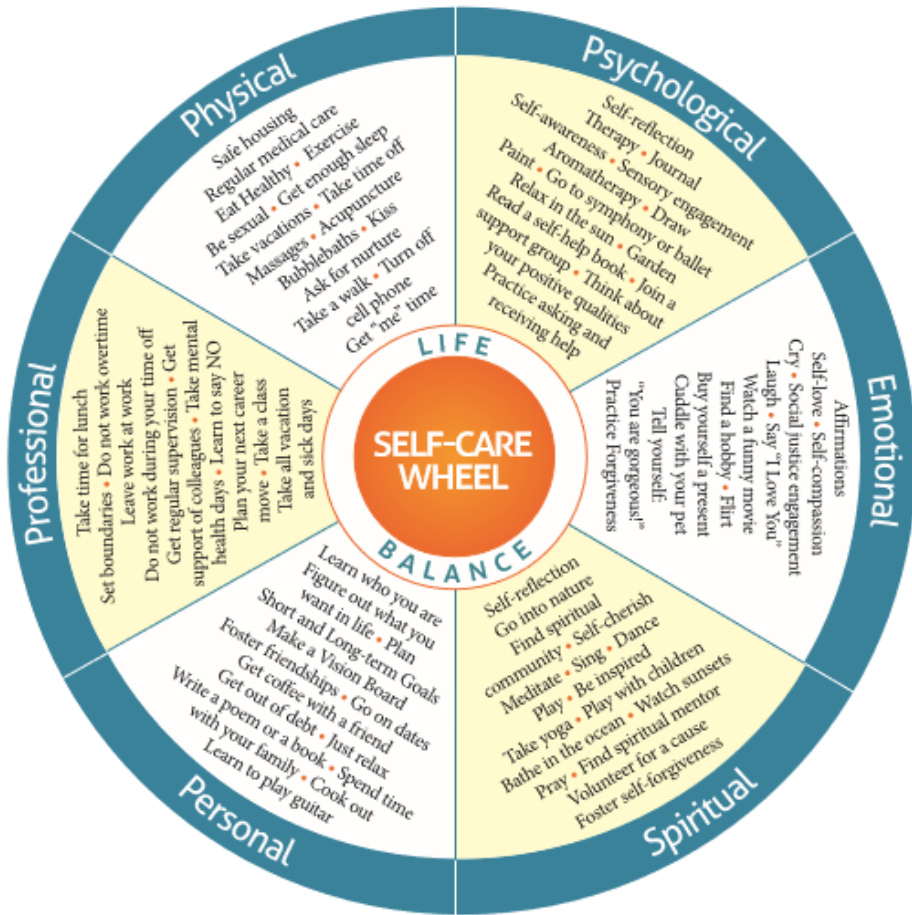 Physical
Safe housing
Regular medical care
Eat Healthy • Exercise
Be sexual • Get enough sleep
Take vacations • Take time off
Massages • Acupuncture
Bubblebaths • Kiss
Ask for nurture
Take a walk • Turn off
cell phone
Get “me” time
Psychological
Self-reflection
Therapy • Journal
Self-awareness • Sensory engagement
Aromatherapy • Draw
Paint • Go to symphony or ballet
Relax in the sun • Garden
Read a self-help book • Join a
support group • Think about
your positive qualities
Practice asking and
receiving help
Emotional
Affirmations
Self-love • Self-compassion
Cry • Social justice engagement
Laugh • Say “I Love You”
Watch a funny movie
Find a hobby • Flirt
Buy yourself a present
Cuddle with your pet
Tell yourself:
“You are gorgeous!”
Practice Forgiveness
Spiritual
Self-reflection
Go into nature
Find spiritual
community • Self-cherish
Meditate • Sing • Dance
Play • Be inspired
Take yoga • Play with children
Bathe in the ocean • Watch sunsets
Pray • Find spiritual mentor
Volunteer for a cause
Foster self-forgiveness
Personal
Learn who you are
Figure out what you
want in life • Plan
Short and Long-term Goals
Make a Vision Board
Foster friendships • Go on dates
Get coffee with a friend
Get out of debt • Just relax
Write a poem or a book • Spend time
with your family • Cook out
Learn to play guitar
Professional
Take time for lunch
Set boundaries • Do not work overtime
Leave work at work
Do not work during your time off
Get regular supervision • Get
support of colleagues • Take mental
health days • Learn to say NO
Plan your next career
move • Take a class
Take all vacation
and sick days
LIFE
SELF-CARE
WHEEL
BALANCE